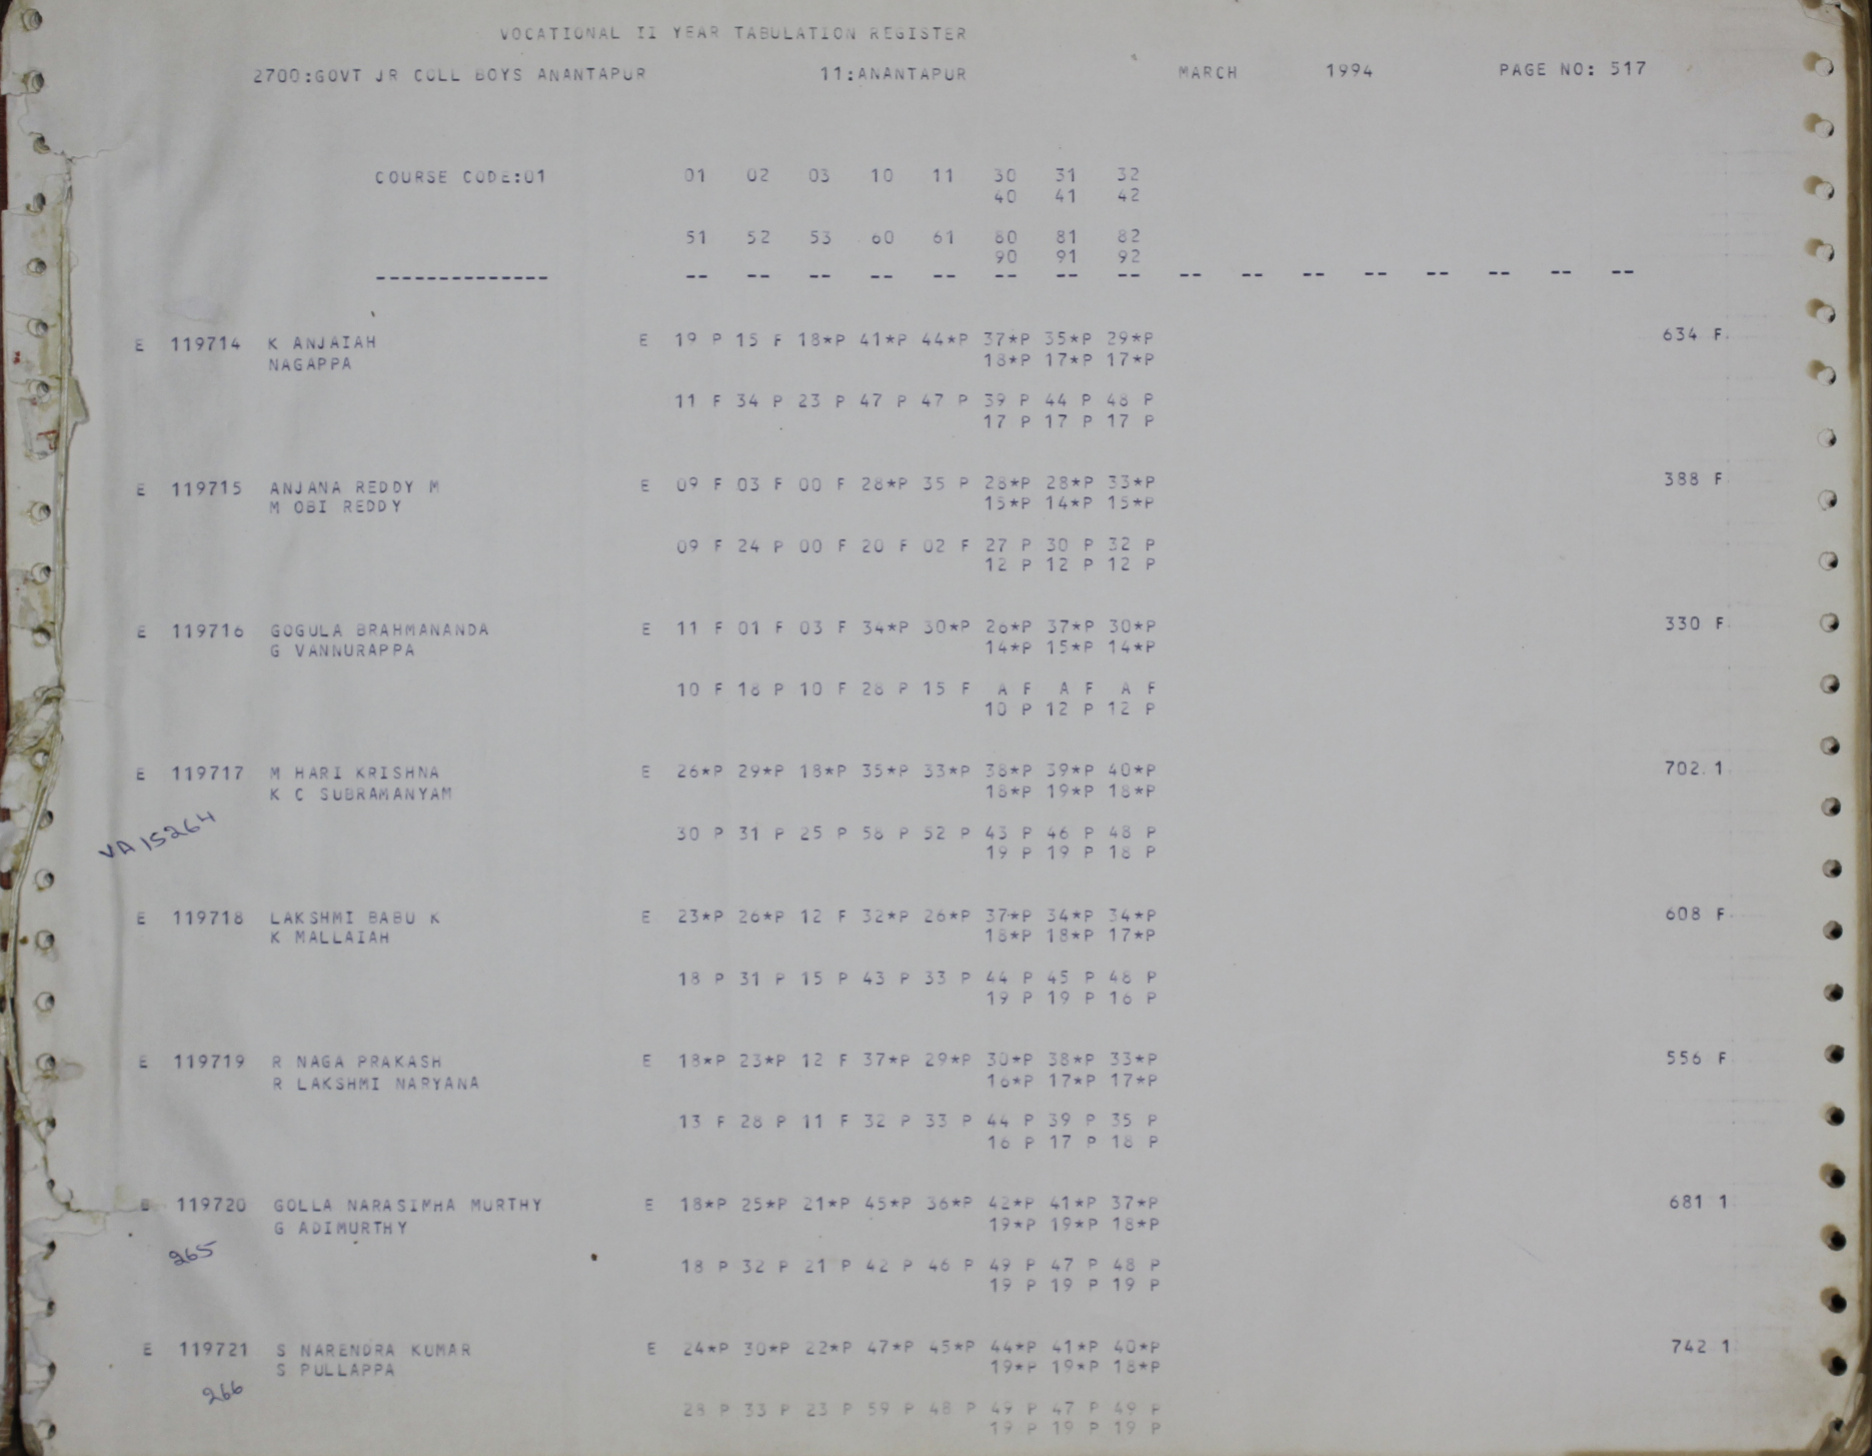 VOCATIONAL II YEAR TABULATION REGISTER
2700:GOVT JR COLL BOYS ANANTAPUR 11:ANANTAPUR MARCH 1994 PAGE NO: 517
COURSE CODE:01 01 02 03 10 11 30 31 32
40 41 42
51 52 53 60 61 80 81 82
90 91 92
-------------- -- -- -- -- -- -- -- -- -- -- -- -- -- -- -- --
E 119714 K ANJAIAH E 19 P 15 F 18*P 41*P 44*P 37*P 35*P 29*P 634 F
NAGAPPA 18*P 17*P 17*P
11 F 34 P 23 P 47 P 47 P 39 P 44 P 48 P
17 P 17 P 17 P
E 119715 ANJANA REDDY M E 09 F 03 F 00 F 28*P 35 P 28*P 28*P 33*P 388 F
M OBI REDDY 15*P 14*P 15*P
09 F 24 P 00 F 20 F 02 F 27 P 30 P 32 P
12 P 12 P 12 P
E 119716 GOGULA BRAHMANANDA E 11 F 01 F 03 F 34*P 30*P 26*P 37*P 30*P 330 F
G VANNURAPPA 14*P 15*P 14*P
10 F 18 P 10 F 28 P 15 F A F A F A F
10 P 12 P 12 P
E 119717 M HARI KRISHNA E 26*P 29*P 18*P 35*P 33*P 38*P 39*P 40*P 702 1
K C SUBRAMANYAM 18*P 19*P 18*P
VA 15264
30 P 31 P 25 P 58 P 52 P 43 P 46 P 48 P
19 P 19 P 18 P
E 119718 LAKSHMI BABU K E 23*P 26*P 12 F 32*P 26*P 37*P 34*P 34*P 608 F
K MALLAIAH 18*P 18*P 17*P
18 P 31 P 15 P 43 P 33 P 44 P 45 P 48 P
19 P 19 P 16 P
E 119719 R NAGA PRAKASH E 18*P 23*P 12 F 37*P 29*P 30*P 38*P 33*P 556 F
R LAKSHMI NARYANA 16*P 17*P 17*P
13 F 28 P 11 F 32 P 33 P 44 P 39 P 35 P
16 P 17 P 18 P
E 119720 GOLLA NARASIMHA MURTHY E 18*P 25*P 21*P 45*P 36*P 42*P 41*P 37*P 681 1
G ADIMURTHY 19*P 19*P 18*P
265
18 P 32 P 21 P 42 P 46 P 49 P 47 P 48 P
19 P 19 P 19 P
E 119721 S NARENDRA KUMAR E 24*P 30*P 22*P 47*P 45*P 44*P 41*P 40*P 742 1
S PULLAPPA 19*P 19*P 18*P
266
28 P 33 P 23 P 59 P 48 P 49 P 47 P 49 P
19 P 19 P 19 P